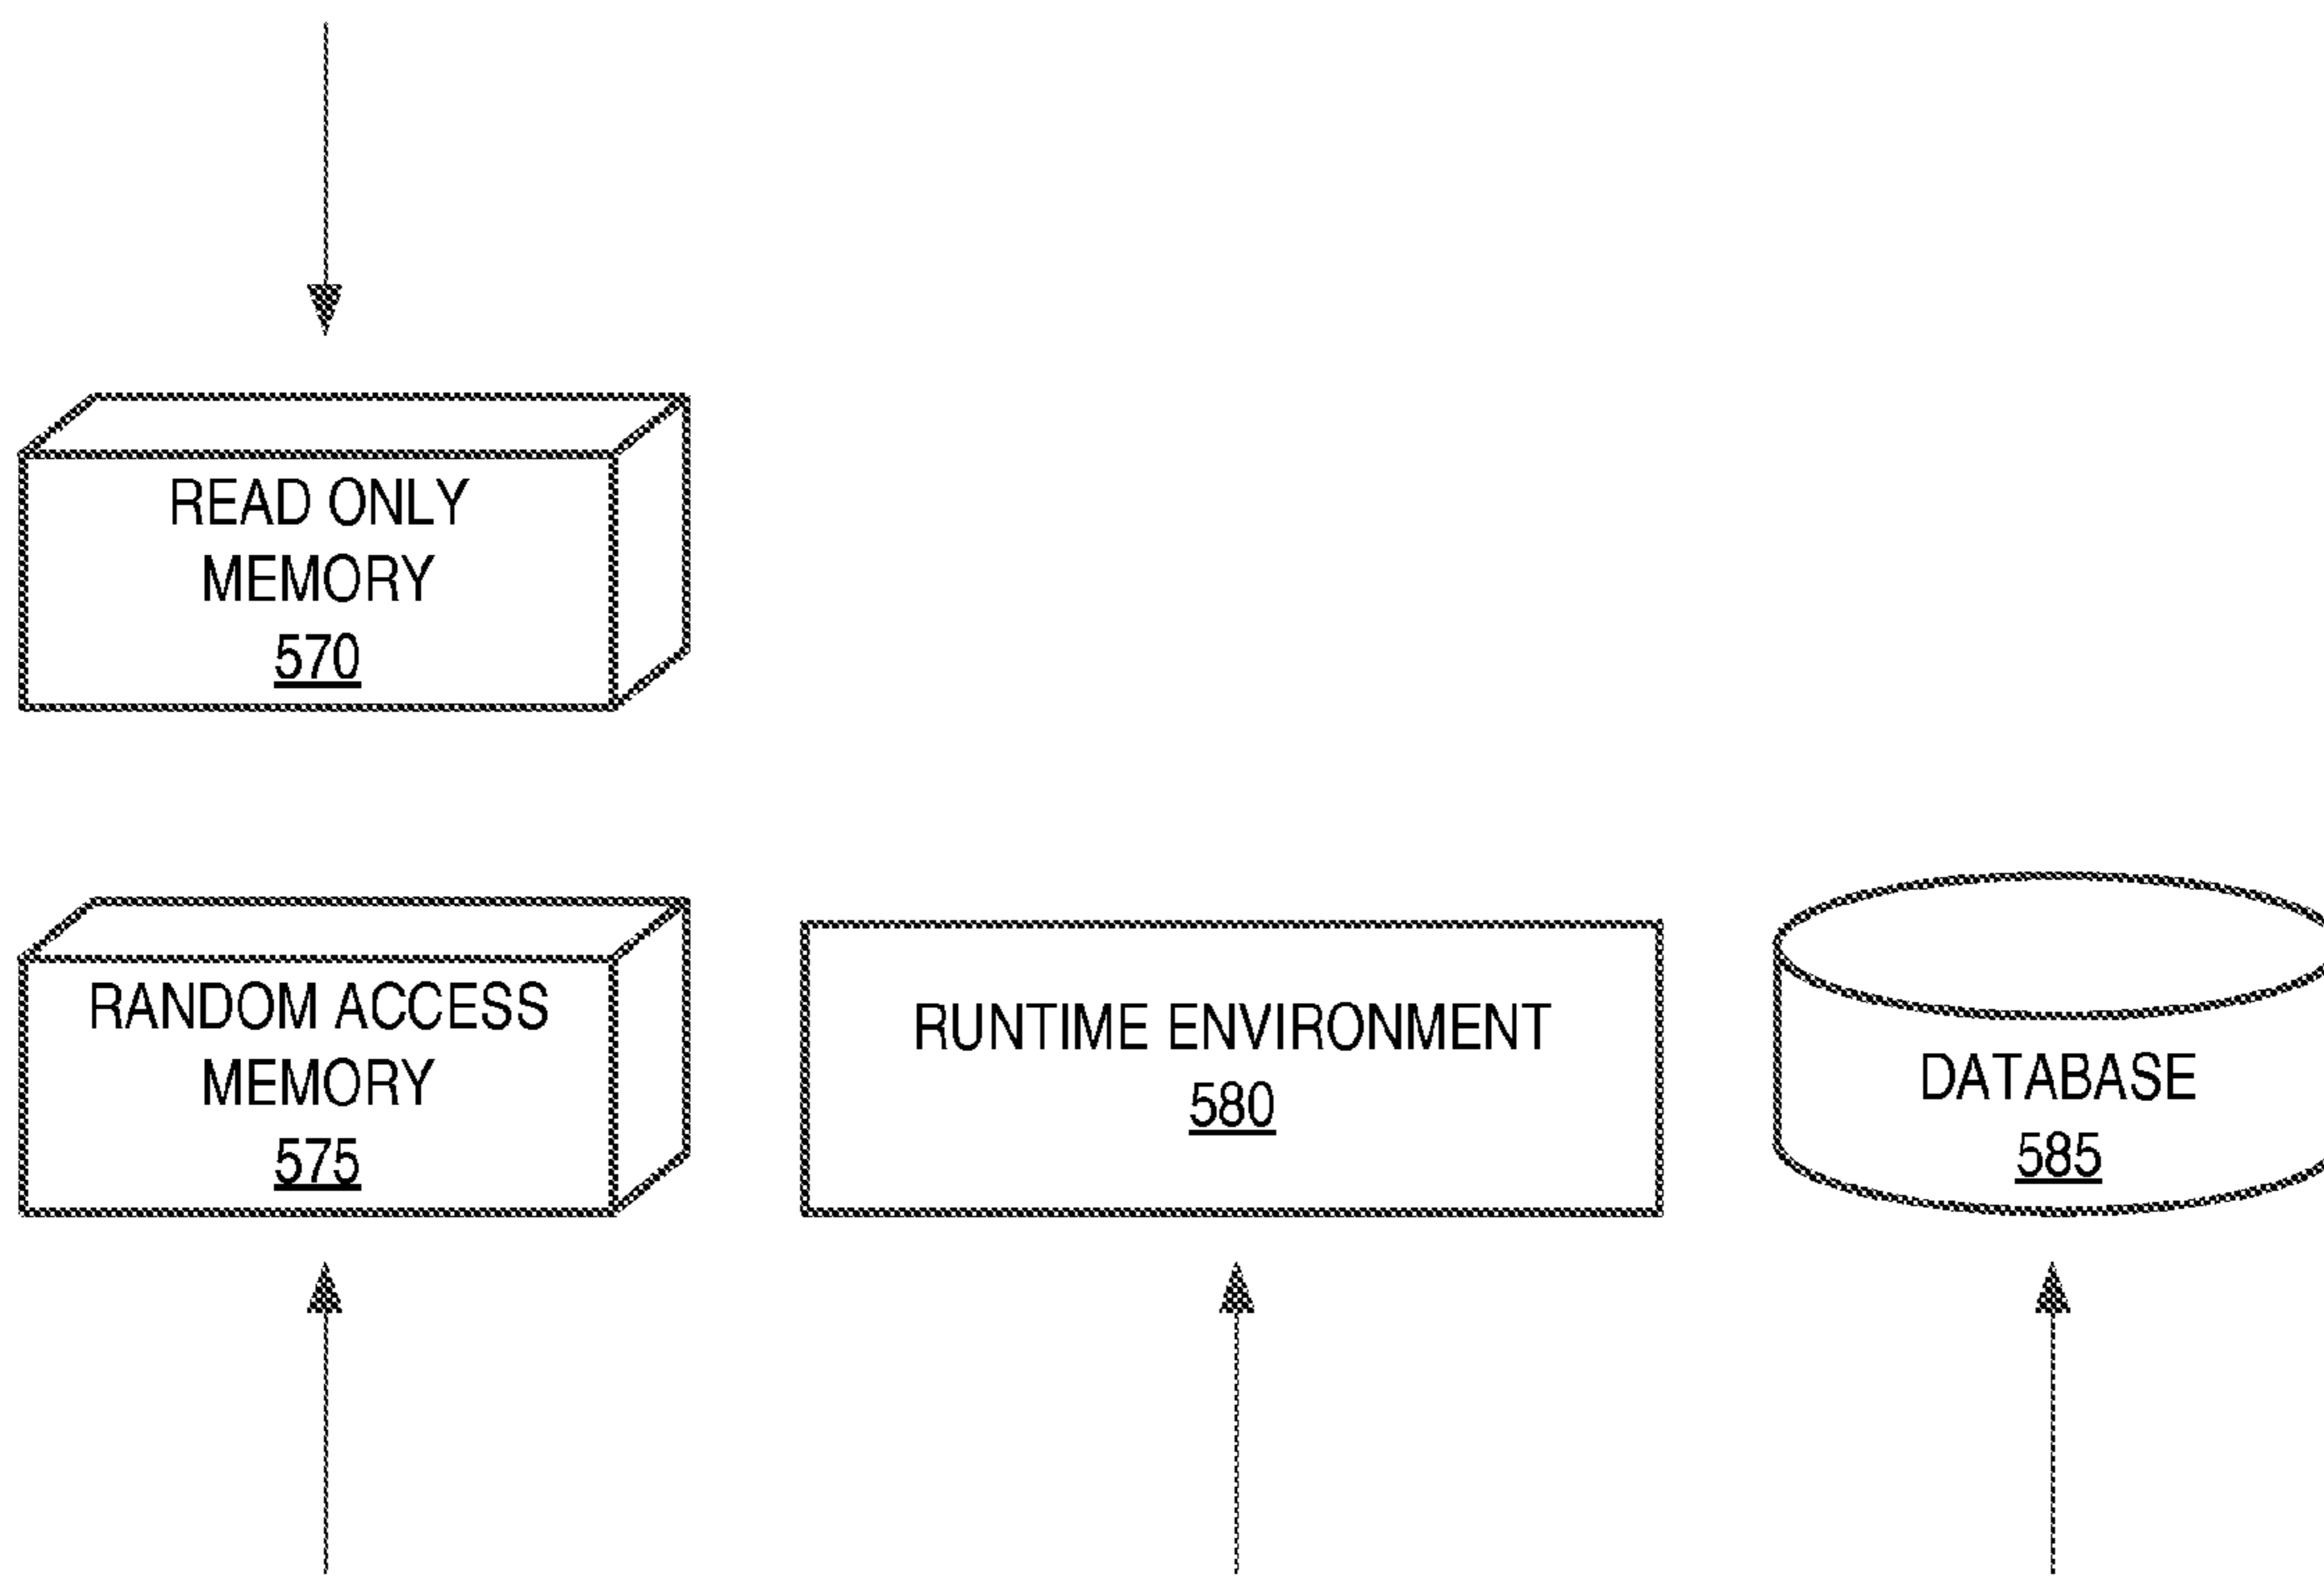 READ ONLY
MEMORY
570
RANDOM ACCESS
MEMORY
575
RUNTIME ENVIRONMENT
580
DATABASE
585